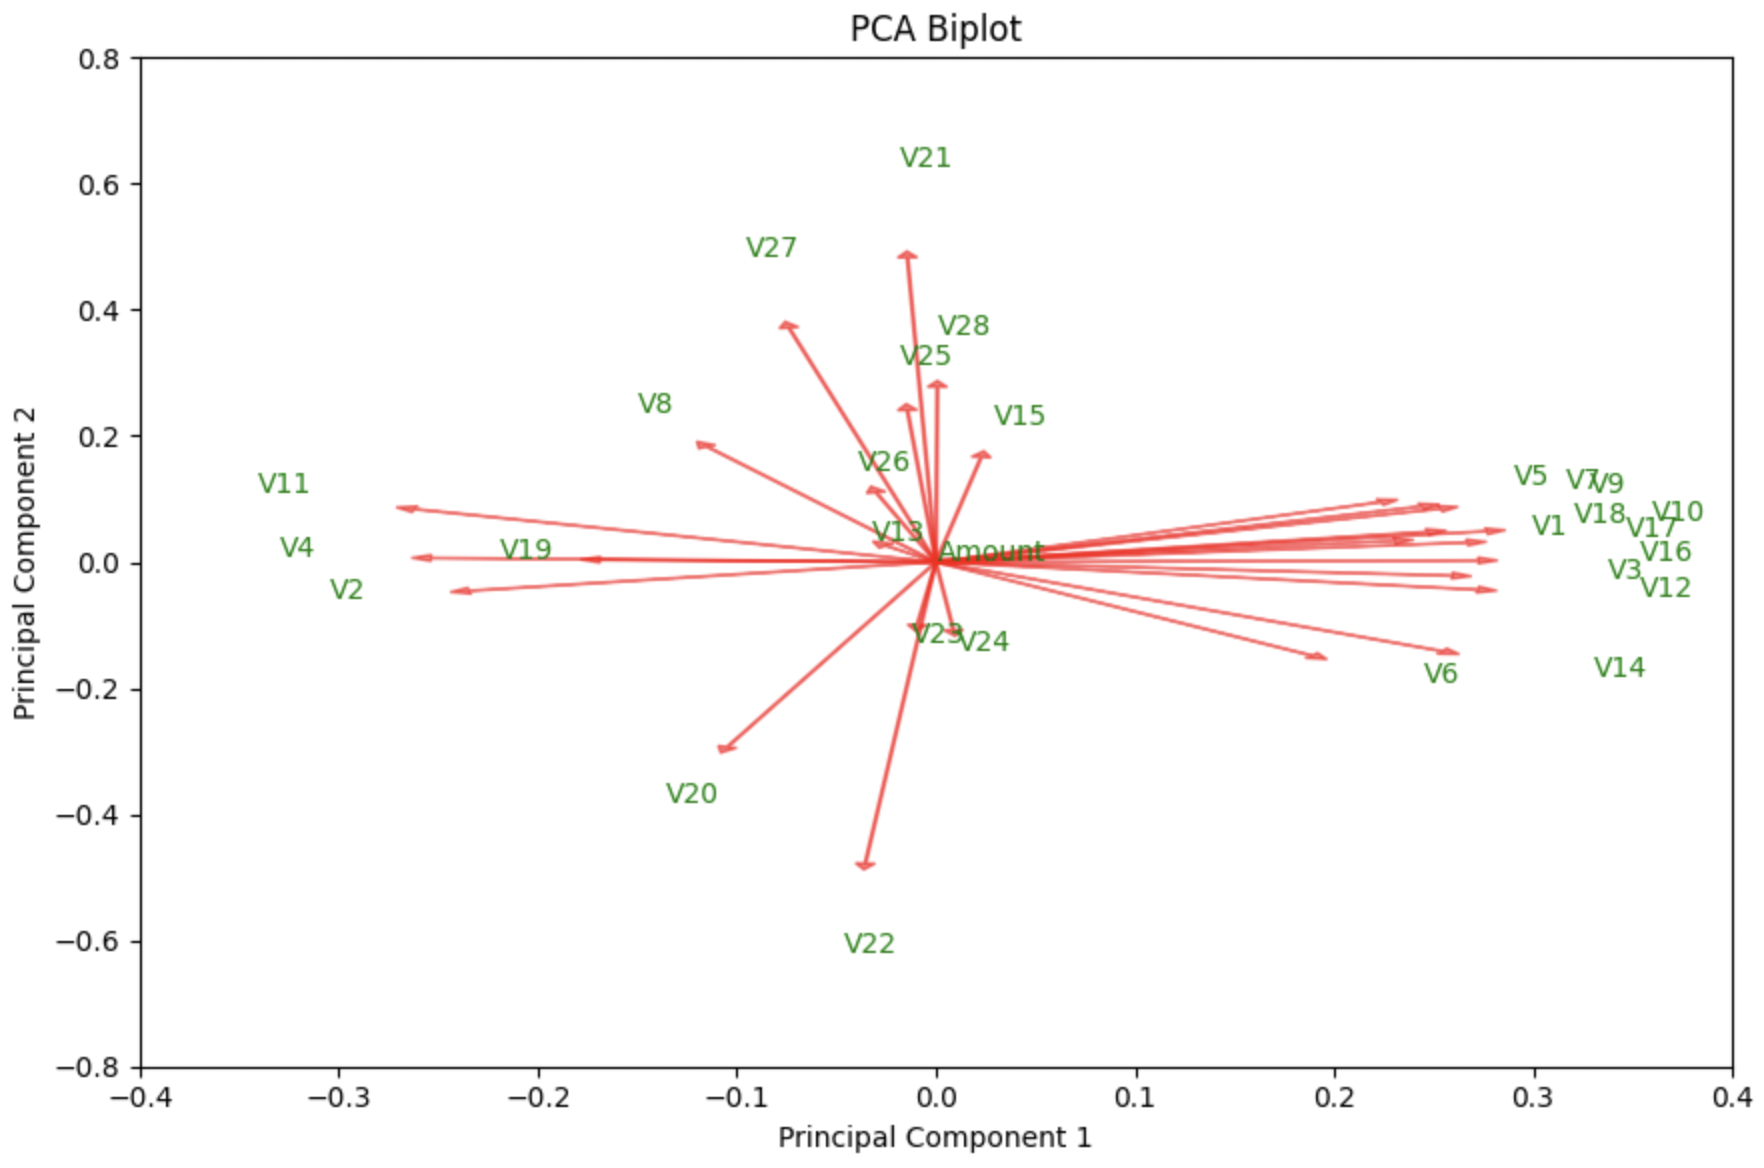 PCA Biplot
0.8
0.6
0.4
0.2
0.0
−0.2
−0.4
−0.6
−0.8
Principal Component 2
V21
V27
V28
V25
V8
V15
V26
V11
V5
V7
V9
V10
V18
V17
V1
V13
V4
V19
Amount
V16
V3
V2
V12
V23
V24
V6
V14
V20
V22
−0.4
−0.3
−0.2
−0.1
0.0
0.1
0.2
0.3
0.4
Principal Component 1